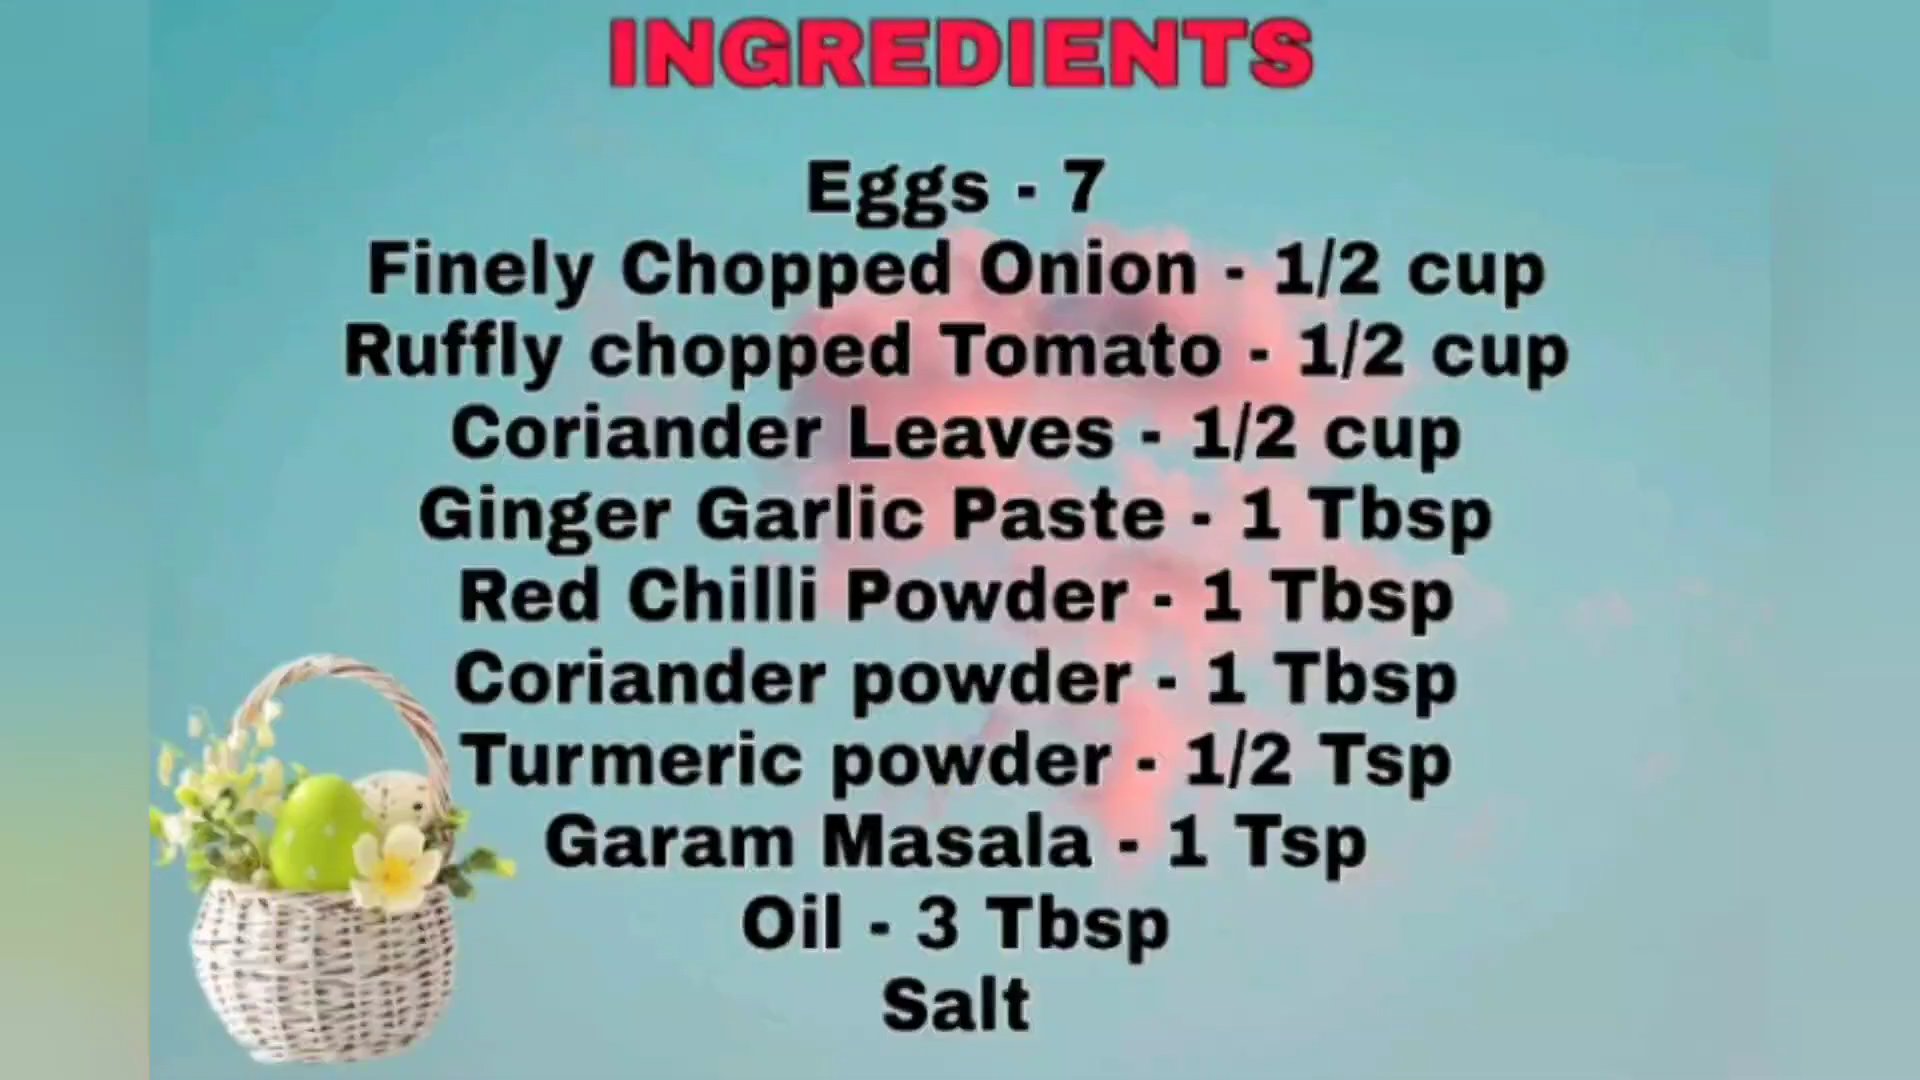 INGREDIENTS
Eggs - 7
Finely Chopped Onion - 1/2 cup
Ruffly chopped Tomato - 1/2 cup
Coriander Leaves - 1/2 cup
Ginger Garlic Paste - 1 Tbsp
Red Chilli Powder - 1 Tbsp
Coriander powder - 1 Tbsp
Turmeric powder - 1/2 Tsp
Garam Masala - 1 Tsp
Oil - 3 Tbsp
Salt